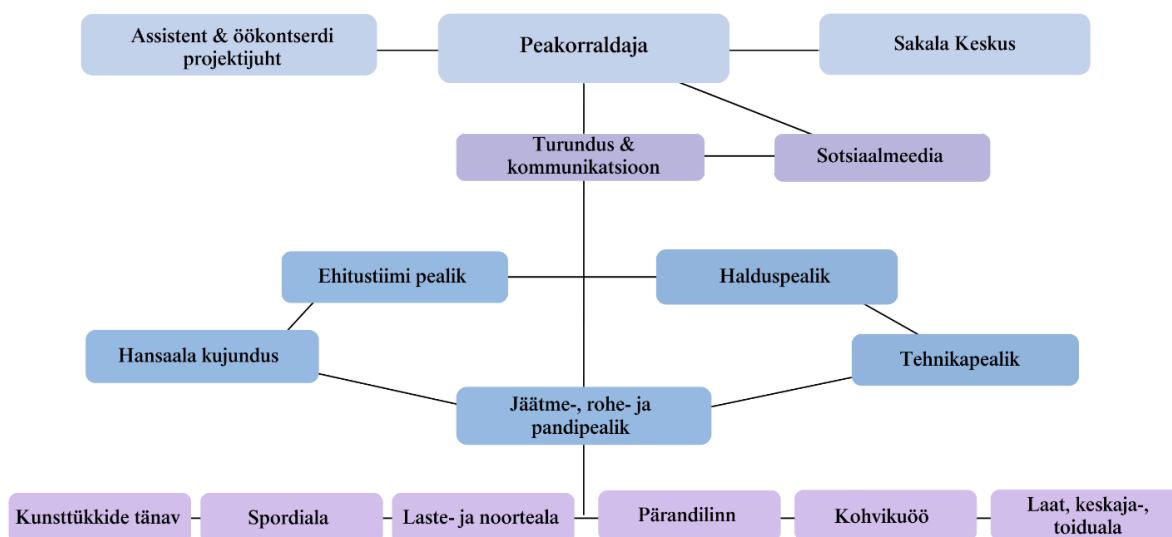 Assistent & öökontserdi
projektijuht
Peakorraldaja
Sakala Keskus
Turundus &
kommunikatsioon
Sotsiaalmeedia
Ehitustiimi pealik
Halduspealik
Hansaala kujundus
Tehnikapealik
Jäätme-, rohe- ja
pandipealik
Kunsttükkide tänav
Spordiala
Laste- ja noorteala
Pärandilinn
Kohvikuöö
Laat, keskaja-,
toiduala